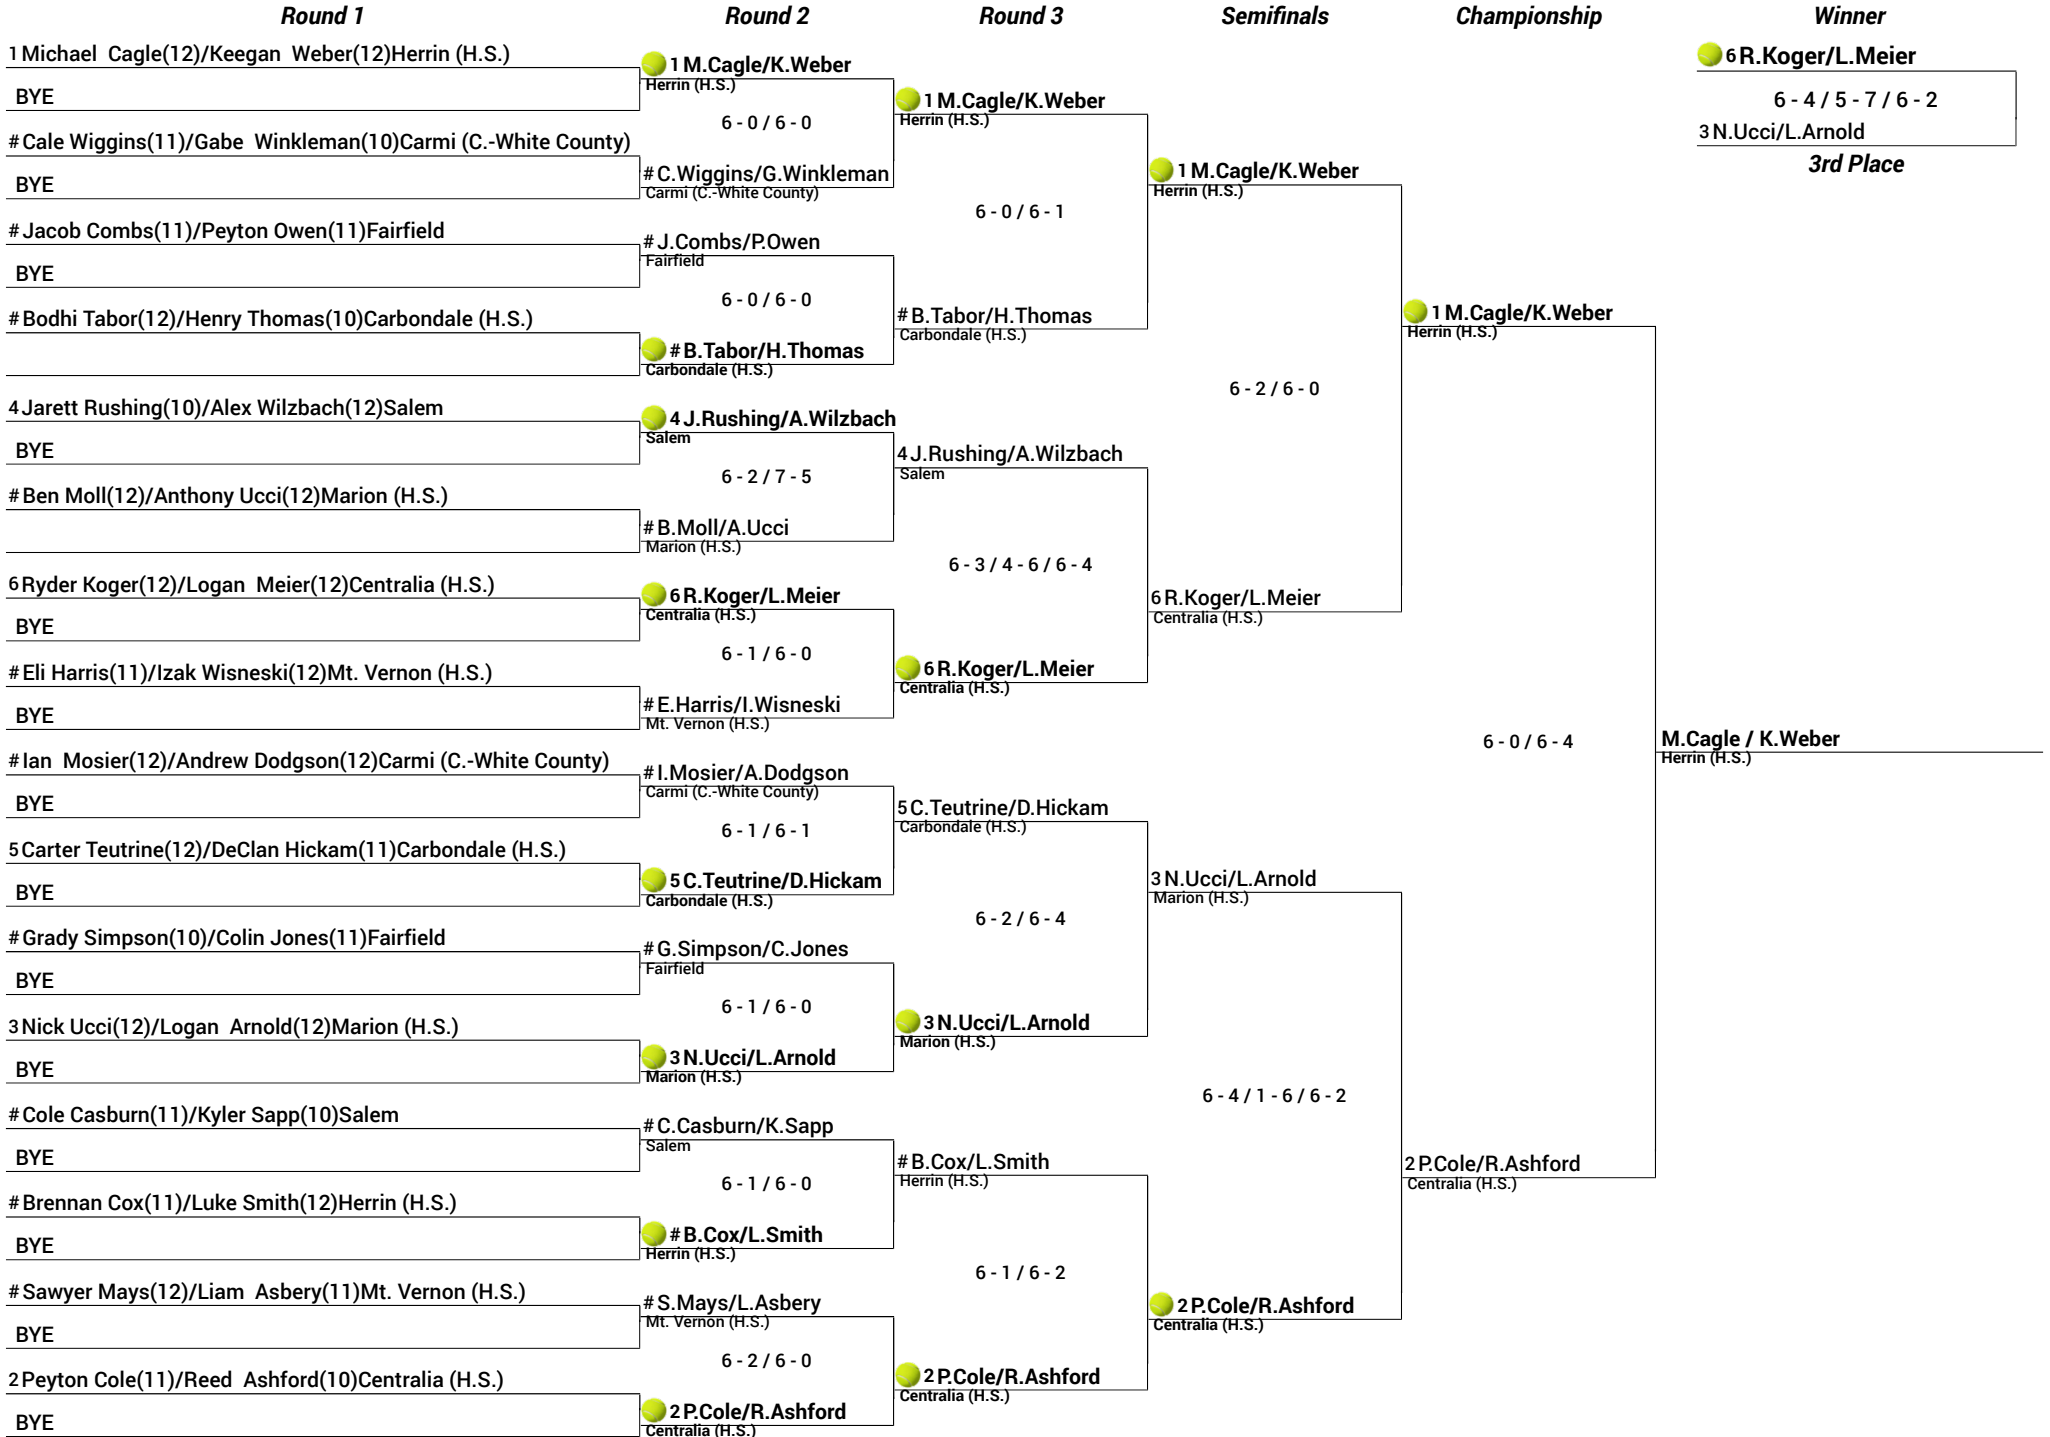 Round 1
Round 2
Round 3
Semifinals
Championship
Winner
1 Michael Cagle(12)/Keegan Weber(12)Herrin (H.S.)
BYE
# Cale Wiggins(11)/Gabe Winkleman(10)Carmi (C.-White County)
BYE
# Jacob Combs(11)/Peyton Owen(11)Fairfield
BYE
# Bodhi Tabor(12)/Henry Thomas(10)Carbondale (H.S.)
4 Jarett Rushing(10)/Alex Wilzbach(12)Salem
BYE
# Ben Moll(12)/Anthony Ucci(12)Marion (H.S.)
6 Ryder Koger(12)/Logan Meier(12)Centralia (H.S.)
BYE
# Eli Harris(11)/Izak Wisneski(12)Mt. Vernon (H.S.)
BYE
# Ian Mosier(12)/Andrew Dodgson(12)Carmi (C.-White County)
BYE
5 Carter Teutrine(12)/DeClan Hickam(11)Carbondale (H.S.)
BYE
# Grady Simpson(10)/Colin Jones(11)Fairfield
BYE
3 Nick Ucci(12)/Logan Arnold(12)Marion (H.S.)
BYE
# Cole Casburn(11)/Kyler Sapp(10)Salem
BYE
# Brennan Cox(11)/Luke Smith(12)Herrin (H.S.)
BYE
# Sawyer Mays(12)/Liam Asbery(11)Mt. Vernon (H.S.)
BYE
2 Peyton Cole(11)/Reed Ashford(10)Centralia (H.S.)
BYE
1 M.Cagle/K.Weber
Herrin (H.S.)
6 - 0 / 6 - 0
# C.Wiggins/G.Winkleman
Carmi (C.-White County)
# J.Combs/P.Owen
Fairfield
6 - 0 / 6 - 0
# B.Tabor/H.Thomas
Carbondale (H.S.)
4 J.Rushing/A.Wilzbach
Salem
6 - 2 / 7 - 5
# B.Moll/A.Ucci
Marion (H.S.)
6 R.Koger/L.Meier
Centralia (H.S.)
6 - 1 / 6 - 0
# E.Harris/I.Wisneski
Mt. Vernon (H.S.)
# I.Mosier/A.Dodgson
Carmi (C.-White County)
6 - 1 / 6 - 1
5 C.Teutrine/D.Hickam
Carbondale (H.S.)
# G.Simpson/C.Jones
Fairfield
6 - 1 / 6 - 0
3 N.Ucci/L.Arnold
Marion (H.S.)
# C.Casburn/K.Sapp
Salem
6 - 1 / 6 - 0
# B.Cox/L.Smith
Herrin (H.S.)
# S.Mays/L.Asbery
Mt. Vernon (H.S.)
6 - 2 / 6 - 0
2 P.Cole/R.Ashford
Centralia (H.S.)
1 M.Cagle/K.Weber
Herrin (H.S.)
6 - 0 / 6 - 1
# B.Tabor/H.Thomas
Carbondale (H.S.)
4 J.Rushing/A.Wilzbach
Salem
6 - 3 / 4 - 6 / 6 - 4
6 R.Koger/L.Meier
Centralia (H.S.)
5 C.Teutrine/D.Hickam
Carbondale (H.S.)
6 - 2 / 6 - 4
3 N.Ucci/L.Arnold
Marion (H.S.)
# B.Cox/L.Smith
Herrin (H.S.)
6 - 1 / 6 - 2
2 P.Cole/R.Ashford
Centralia (H.S.)
1 M.Cagle/K.Weber
Herrin (H.S.)
6 - 2 / 6 - 0
6 R.Koger/L.Meier
Centralia (H.S.)
3 N.Ucci/L.Arnold
Marion (H.S.)
6 - 4 / 1 - 6 / 6 - 2
2 P.Cole/R.Ashford
Centralia (H.S.)
1 M.Cagle/K.Weber
Herrin (H.S.)
6 - 0 / 6 - 4
2 P.Cole/R.Ashford
Centralia (H.S.)
6 R.Koger/L.Meier
6 - 4 / 5 - 7 / 6 - 2
3 N.Ucci/L.Arnold
3rd Place
M.Cagle / K.Weber
Herrin (H.S.)